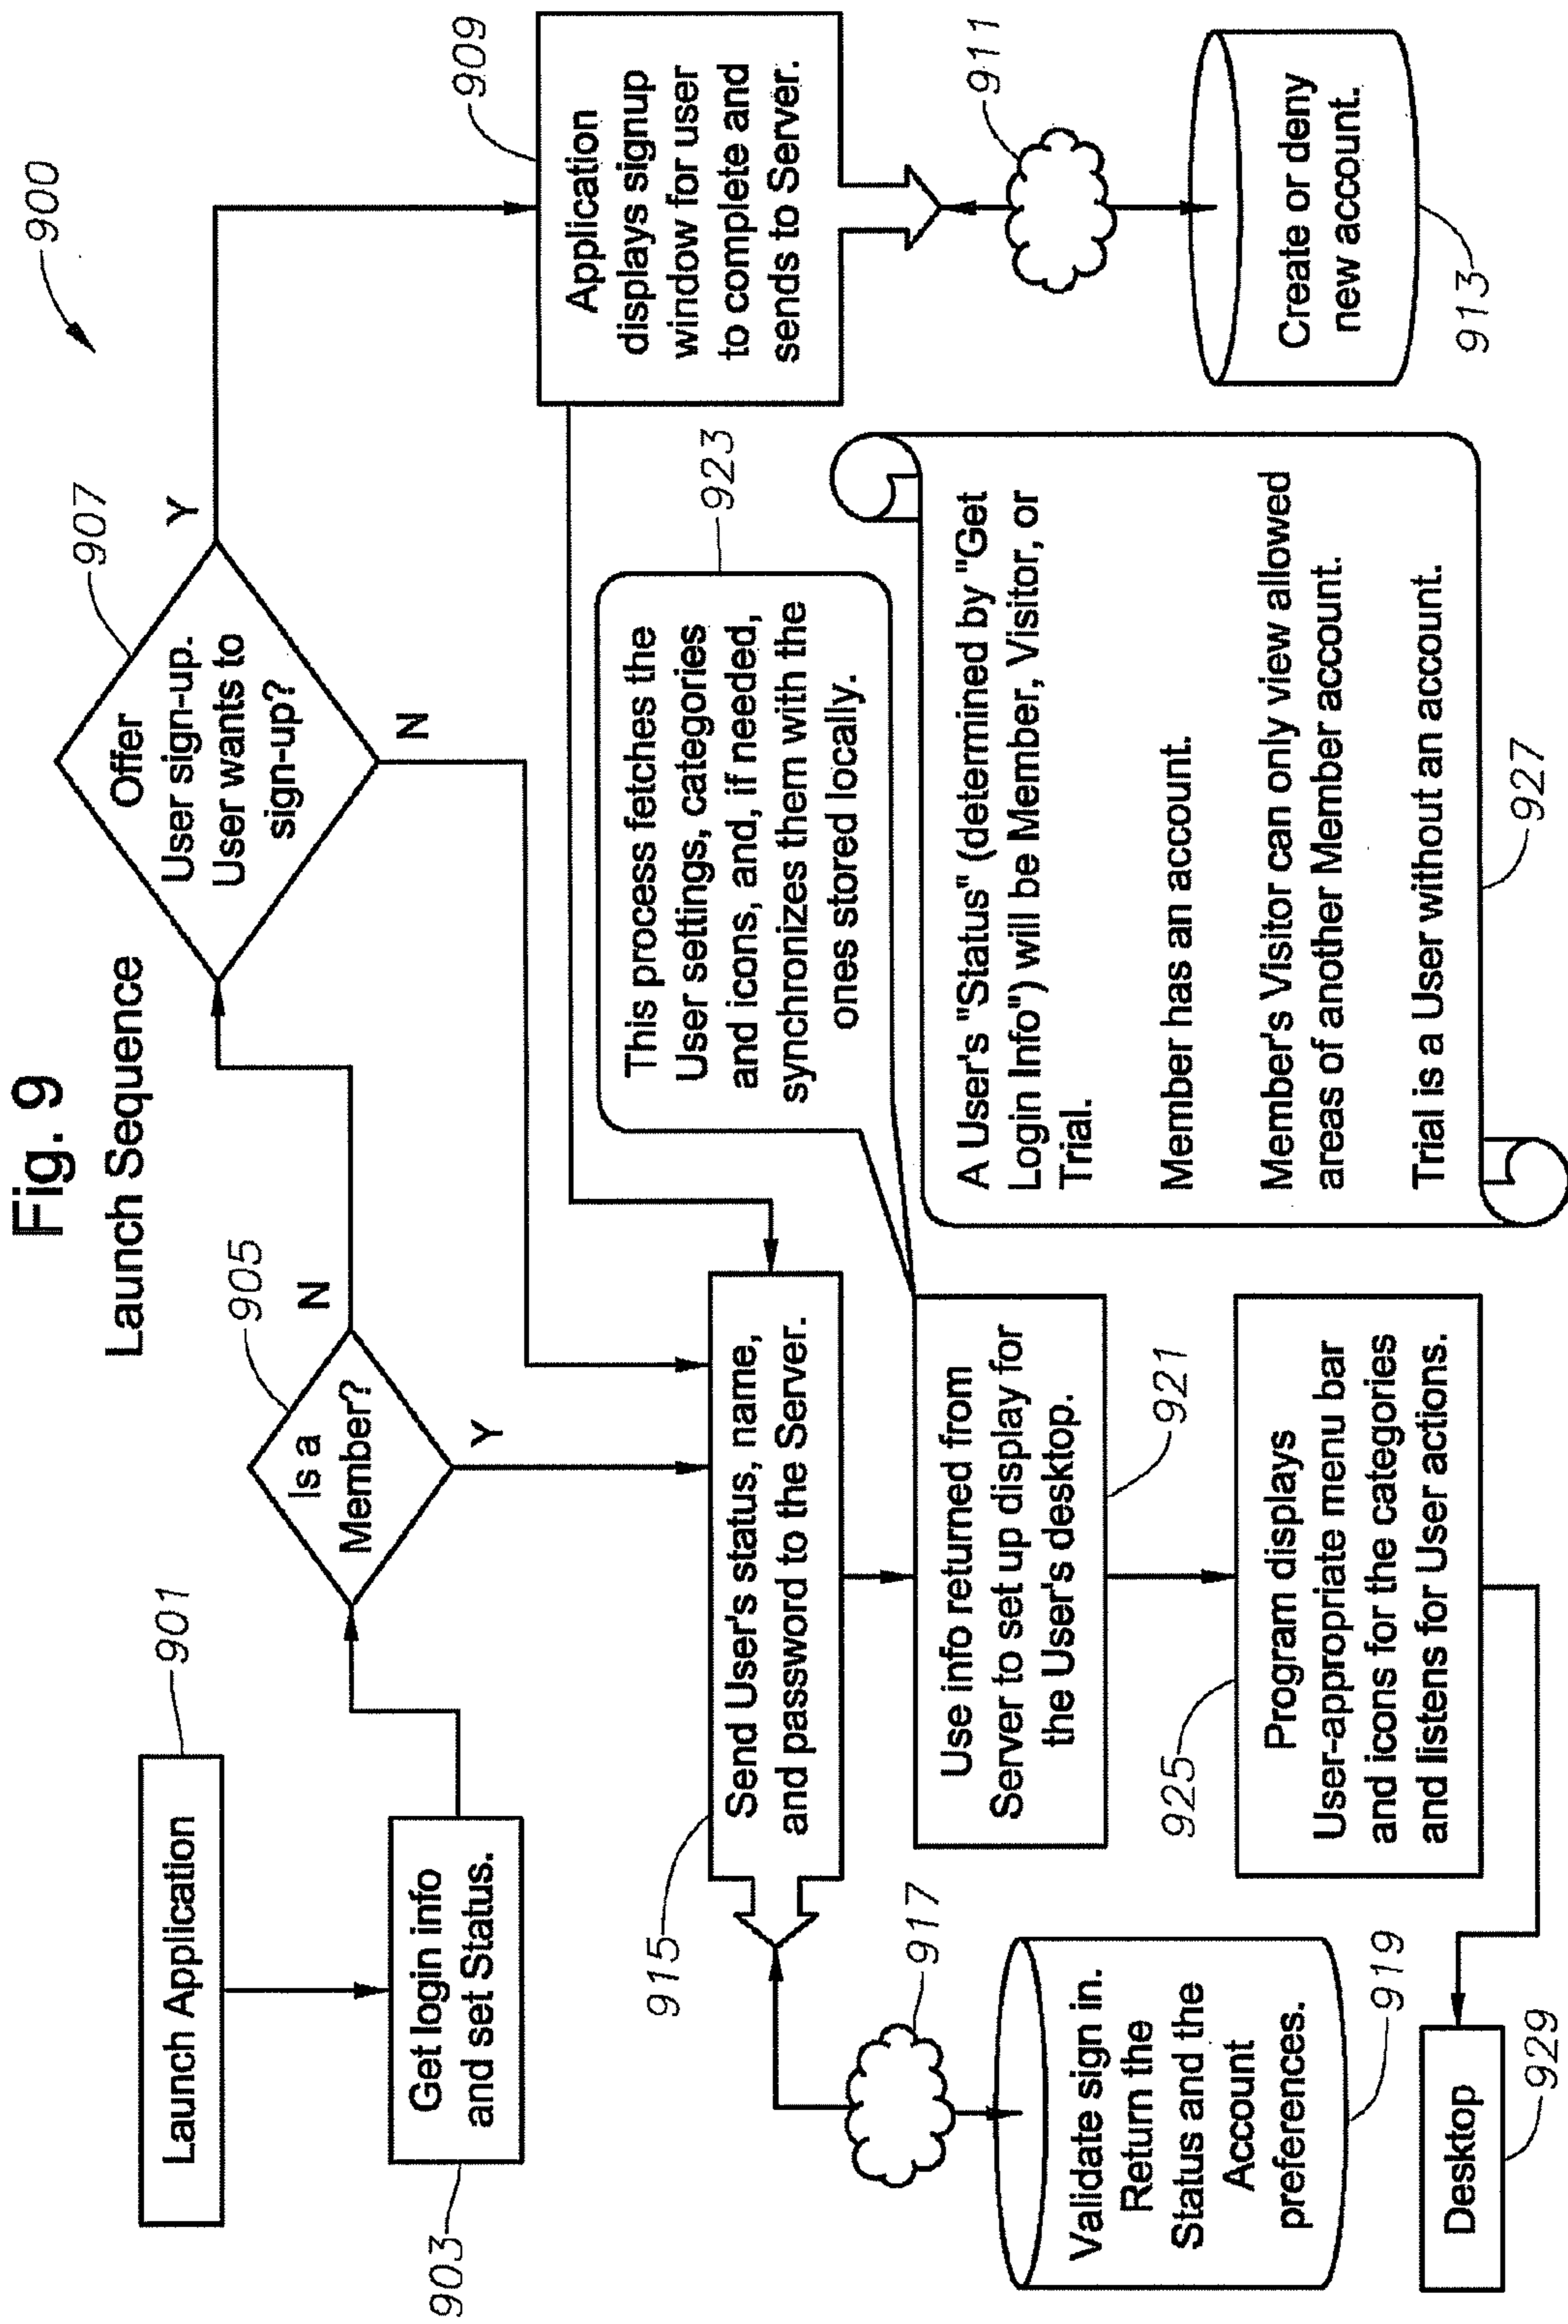 Fig. 9
Launch Sequence
900
Launch Application
901
Get login info
and set Status.
903
Is a
Member?
905
N
Y
Offer
User sign-up.
User wants to
sign-up?
907
Y
N
Application
displays signup
window for user
to complete and
sends to Server.
909
911
Create or deny
new account.
913
Send User's status, name,
and password to the Server.
915
917
Validate sign in.
Return the
Status and the
Account
preferences.
919
Use info returned from
Server to set up display for
the User's desktop.
921
This process fetches the
User settings, categories
and icons, and, if needed,
synchronizes them with the
ones stored locally.
923
Program displays
User-appropriate menu bar
and icons for the categories
and listens for User actions.
925
A User's "Status" (determined by "Get
Login Info") will be Member, Visitor, or
Trial.
Member has an account.
Member's Visitor can only view allowed
areas of another Member account.
Trial is a User without an account.
927
Desktop
929